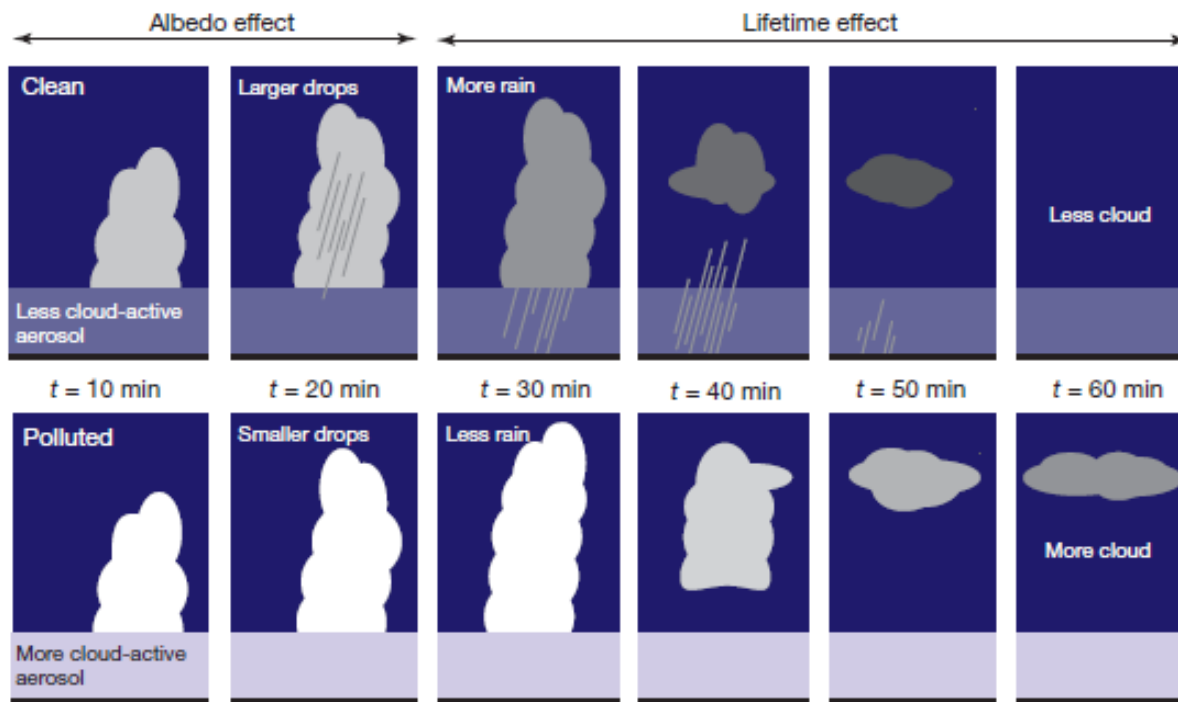 Albedo effect
Lifetime effect
Clean
Larger drops
More rain
Less cloud
Less cloud-active
aerosol
t = 10 min
t = 20 min
t = 30 min
t = 40 min
t = 50 min
t = 60 min
Polluted
Smaller drops
Less rain
More cloud
More cloud-active
aerosol